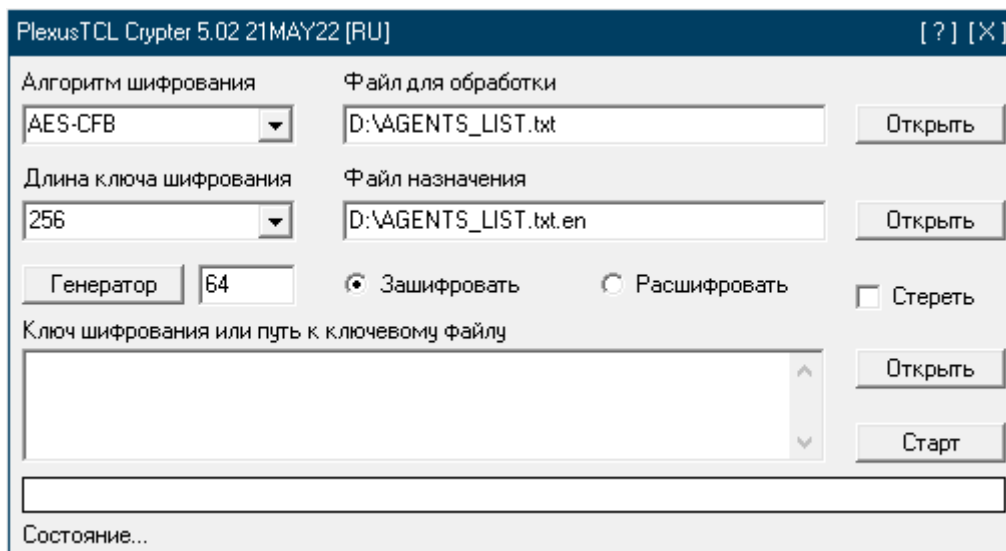 PlexusTCL Crypter 5.02 21MAY22 [RU] [ ? ] [X]
Алгоритм шифрования Файл для обработки
AES-CFB D:\AGENTS_LIST.txt Открыть
Длина ключа шифрования Файл назначения
256 D:\AGENTS_LIST.txt.en Открыть
Генератор 64 Зашифровать Расшифровать Стереть
Ключ шифрования или путь к ключевому файлу
Открыть
Старт
Состояние...